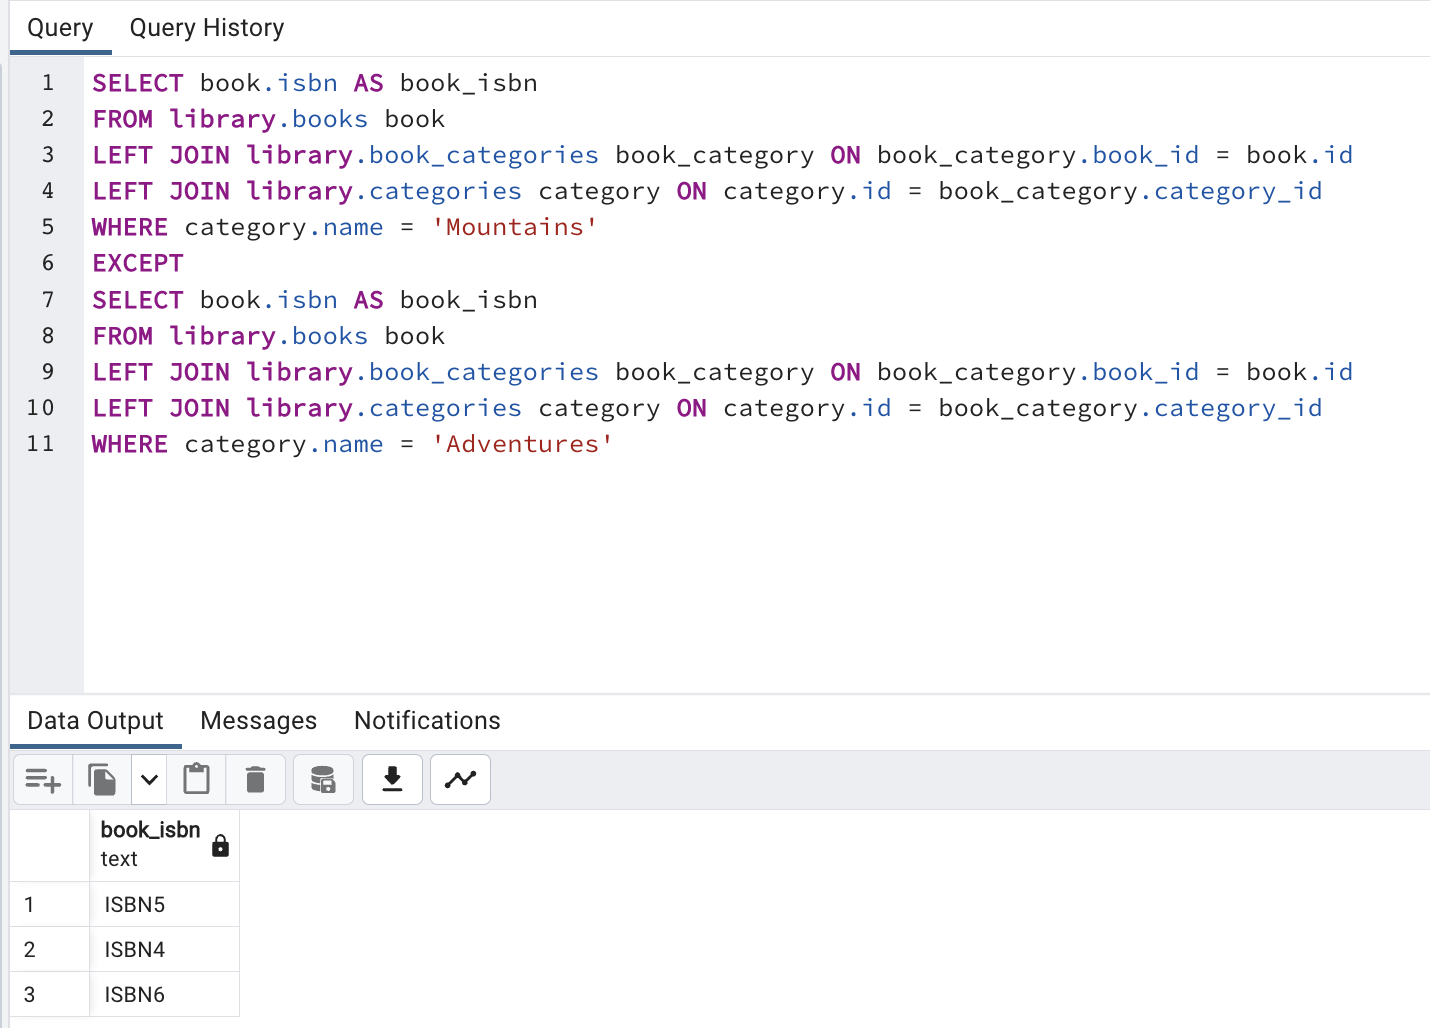 Query Query History
1 SELECT book.isbn AS book_isbn
2 FROM library.books book
3 LEFT JOIN library.book_categories book_category ON book_category.book_id = book.id
4 LEFT JOIN library.categories category ON category.id = book_category.category_id
5 WHERE category.name = 'Mountains'
6 EXCEPT
7 SELECT book.isbn AS book_isbn
8 FROM library.books book
9 LEFT JOIN library.book_categories book_category ON book_category.book_id = book.id
10 LEFT JOIN library.categories category ON category.id = book_category.category_id
11 WHERE category.name = 'Adventures'
Data Output Messages Notifications
book_isbn
text
1 ISBN5
2 ISBN4
3 ISBN6